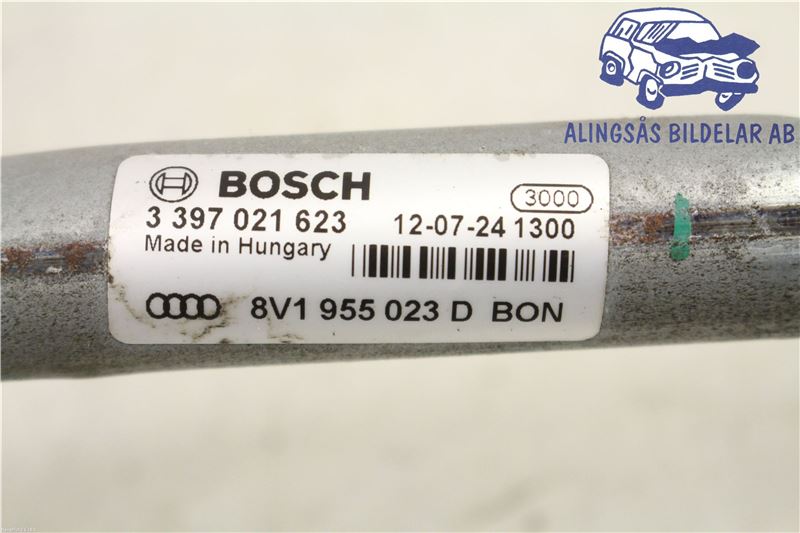 ALINGSÅS BILDELAR AB
BOSCH
3000
3 397 021 623 12-07-24 1300
Made in Hungary
8V1 955 023 D BON